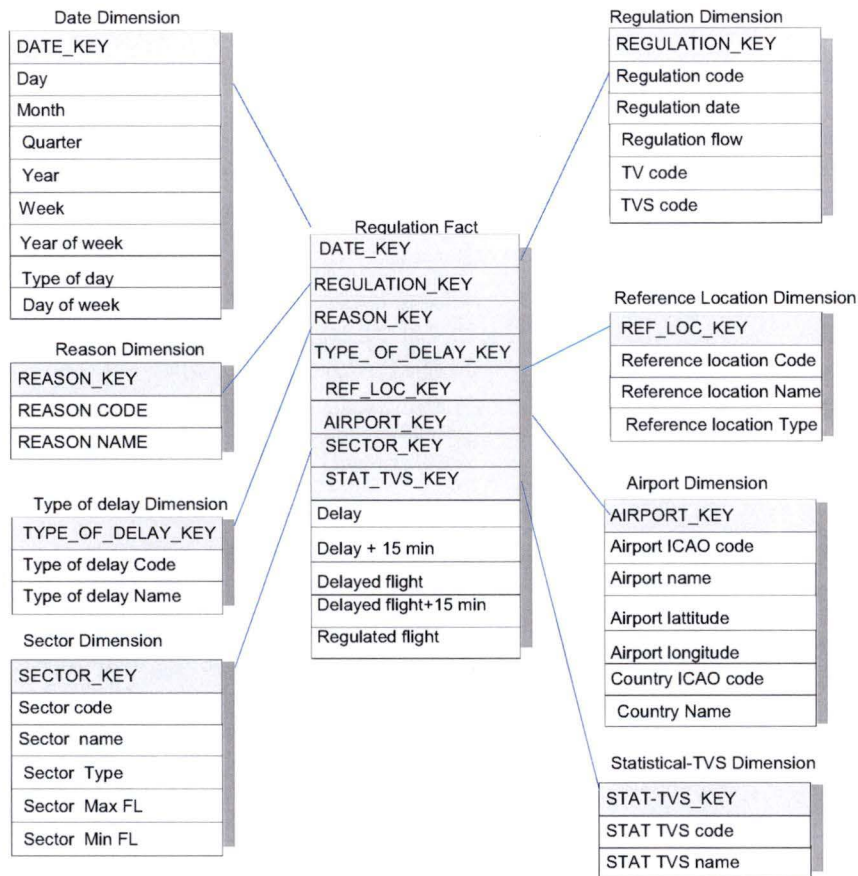 Date Dimension
DATE_KEY
Day
Month
Quarter
Year
Week
Year of week
Type of day
Day of week
Reason Dimension
REASON_KEY
REASON CODE
REASON NAME
Type of delay Dimension
TYPE_OF_DELAY_KEY
Type of delay Code
Type of delay Name
Sector Dimension
SECTOR_KEY
Sector code
Sector name
Sector Type
Sector Max FL
Sector Min FL
Regulation Fact
DATE_KEY
REGULATION_KEY
REASON_KEY
TYPE_ OF_DELAY_KEY
REF_LOC_KEY
AIRPORT_KEY
SECTOR_KEY
STAT_TVS_KEY
Delay
Delay + 15 min
Delayed flight
Delayed flight+15 min
Regulated flight
Regulation Dimension
REGULATION_KEY
Regulation code
Regulation date
Regulation flow
TV code
TVS code
Reference Location Dimension
REF_LOC_KEY
Reference location Code
Reference location Name
Reference location Type
Airport Dimension
AIRPORT_KEY
Airport ICAO code
Airport name
Airport lattitude
Airport longitude
Country ICAO code
Country Name
Statistical-TVS Dimension
STAT-TVS_KEY
STAT TVS code
STAT TVS name